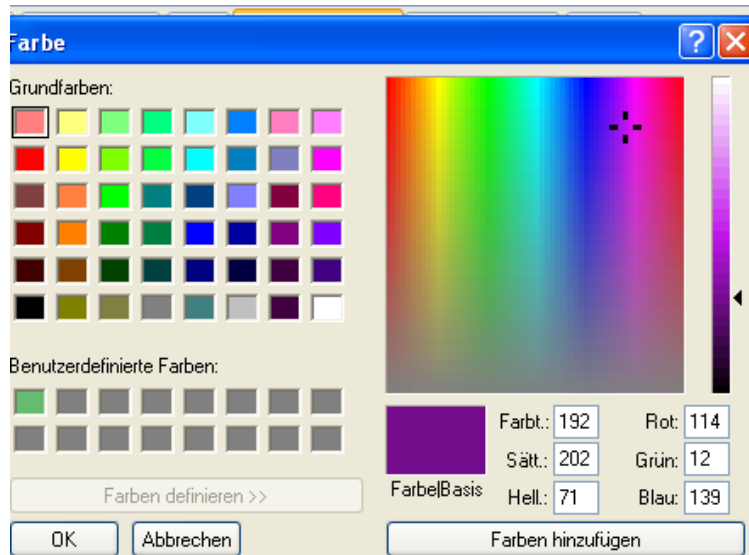 Farbe
Grundfarben:
Benutzerdefinierte Farben:
Farben definieren >>
OK Abbrechen
Farbe|Basis
Farbt.: 192 Rot: 114
Sätt.: 202 Grün: 12
Hell.: 71 Blau: 139
Farben hinzufügen